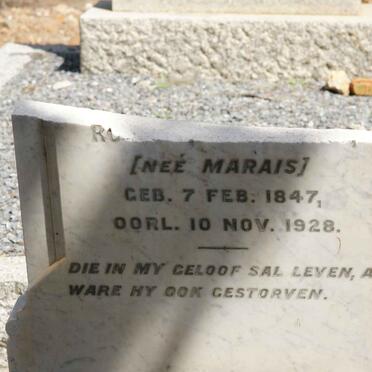 [NEÉ MARAIS]
GEB. 7 FEB. 1847,
OORL. 10 NOV. 1928.
DIE IN MY GELOOF SAL LEVEN, A
WARE HY OOK GESTORVEN.